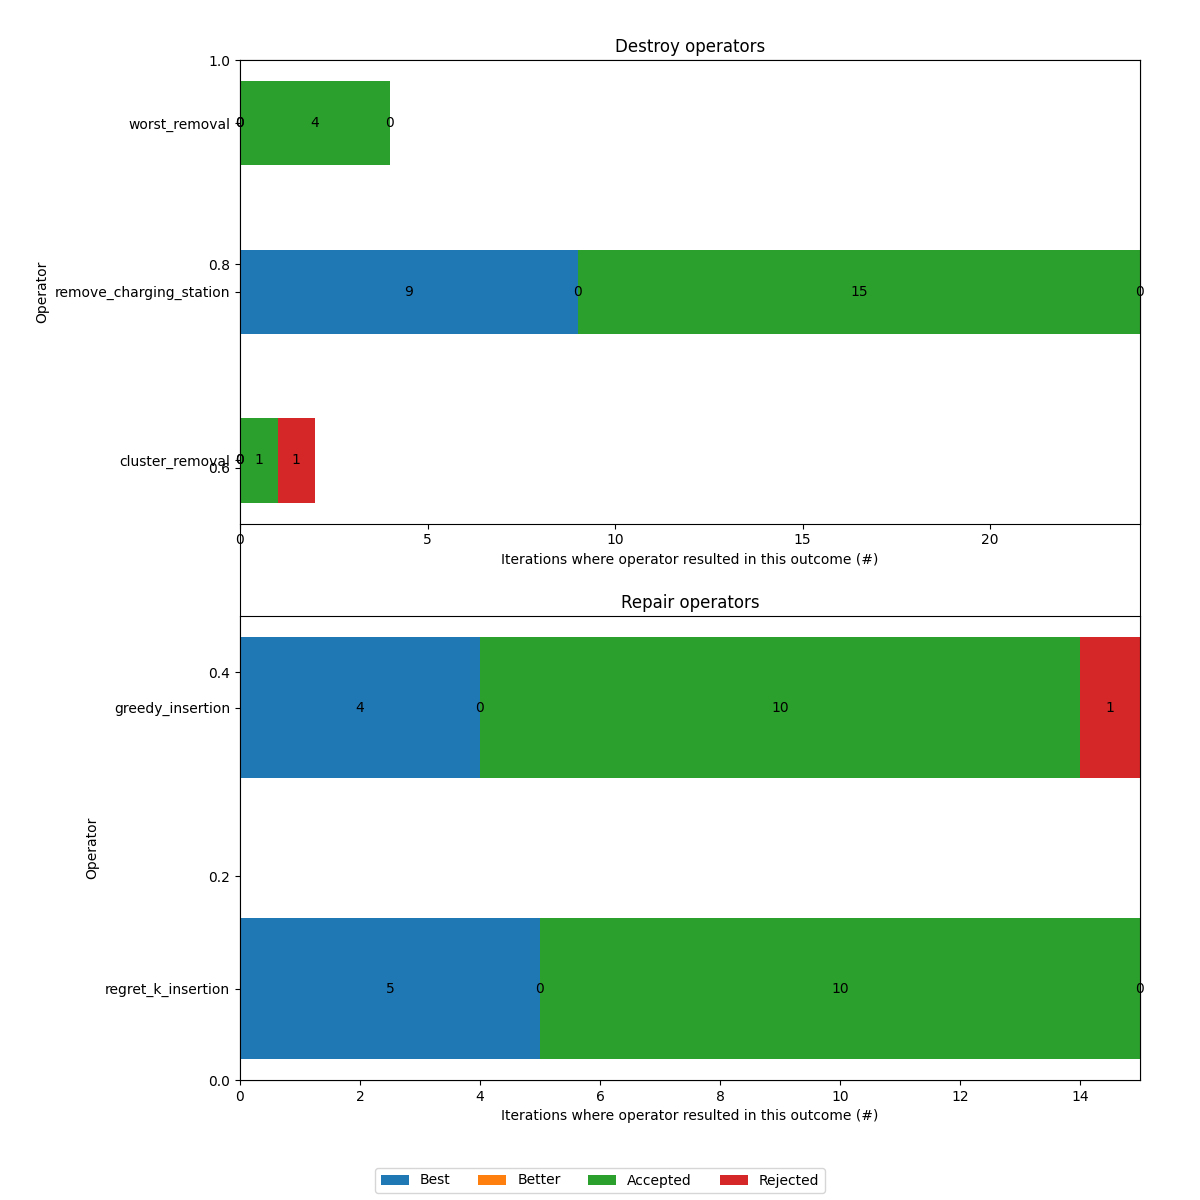 Destroy operators
1.0
worst_removal 0 0 4 0
0.8
Operator
remove_charging_station 9 0 15 0
cluster_removal 0 0 1 1
0.6
0 5 10 15 20
Iterations where operator resulted in this outcome (#)
Repair operators
0.4
greedy_insertion 4 0 10 1
Operator
0.2
regret_k_insertion 5 0 10 0
0.0
0 2 4 6 8 10 12 14
Iterations where operator resulted in this outcome (#)
Best Better Accepted Rejected